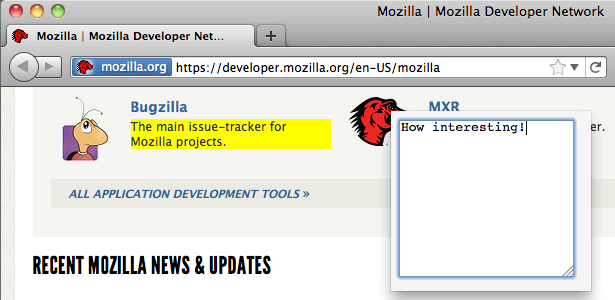 Mozilla | Mozilla Developer Network
Mozilla | Mozilla Developer Net...
mozilla.org https://developer.mozilla.org/en-US/mozilla
Bugzilla
The main issue-tracker for
Mozilla projects.
MXR
er.
How interesting!
ALL APPLICATION DEVELOPMENT TOOLS »
RECENT MOZILLA NEWS & UPDATES